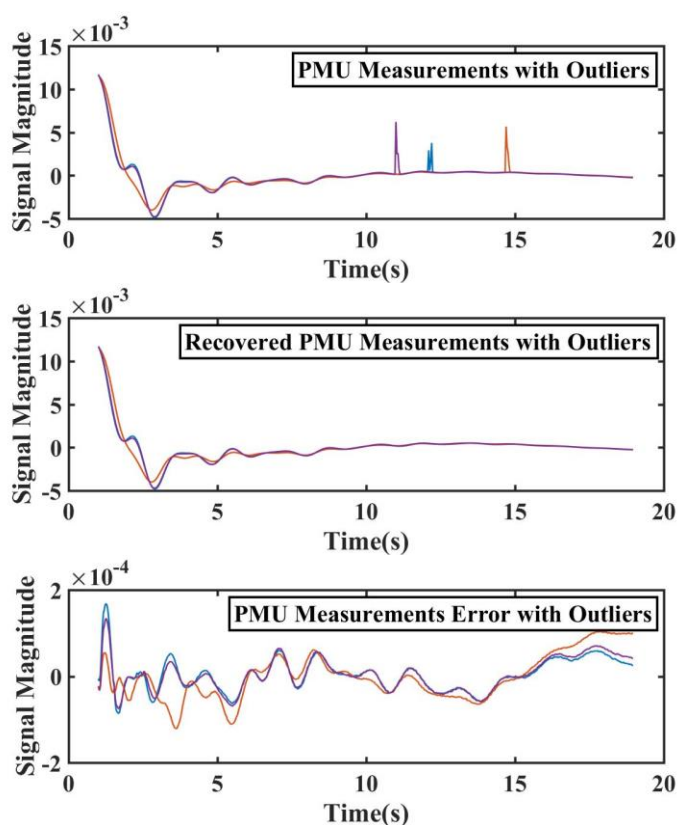 ×10⁻³
PMU Measurements with Outliers
Signal Magnitude
15
10
5
0
-5
0 5 10 15 20
Time(s)
×10⁻³
Recovered PMU Measurements with Outliers
Signal Magnitude
15
10
5
0
-5
0 5 10 15 20
Time(s)
×10⁻⁴
PMU Measurements Error with Outliers
Signal Magnitude
2
0
-2
0 5 10 15 20
Time(s)